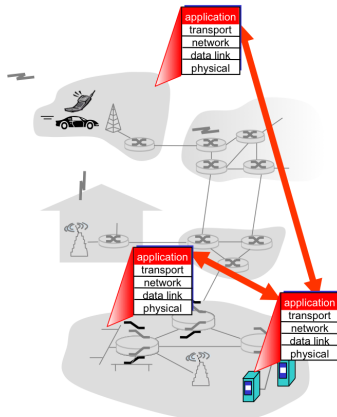 application
transport
network
data link
physical
application
transport
network
data link
physical
application
transport
network
data link
physical